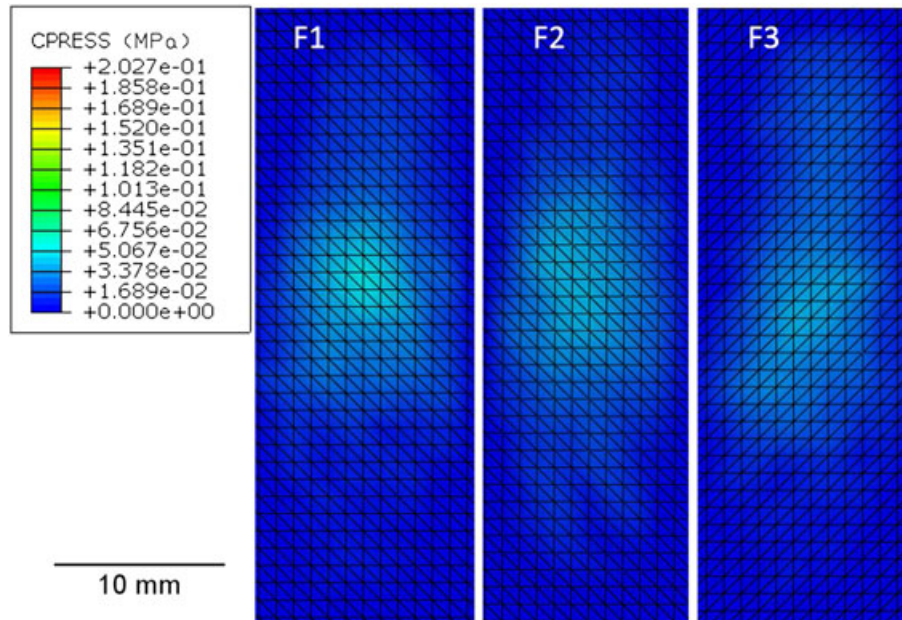 CPRESS (MPa)
+2.027e-01
+1.858e-01
+1.689e-01
+1.520e-01
+1.351e-01
+1.182e-01
+1.013e-01
+8.445e-02
+6.756e-02
+5.067e-02
+3.378e-02
+1.689e-02
+0.000e+00
F1
F2
F3
10 mm